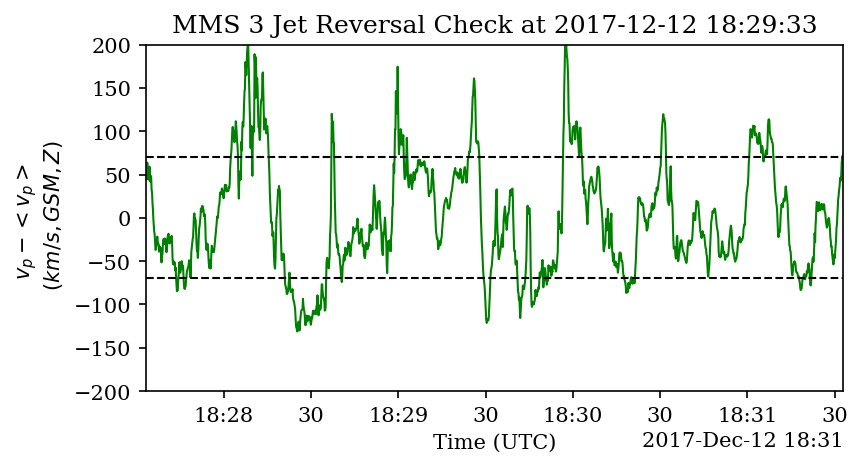 MMS 3 Jet Reversal Check at 2017-12-12 18:29:33
200
150
100
50
0
−50
−100
−150
−200
v_p − < v_p >
(km/s, GSM, Z)
18:28 30 18:29 30 18:30 30 18:31 30
Time (UTC)
2017-Dec-12 18:31